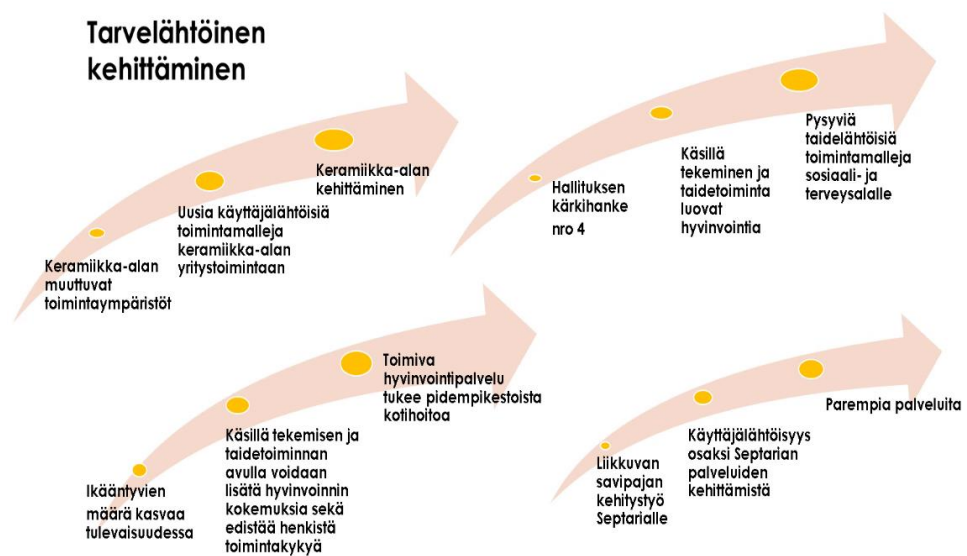 Tarvelähtöinen
kehittäminen
Keramiikka-alan
muuttuvat
toimintaympäristöt
Uusia käyttäjälähtöisiä
toimintamalleja
keramiikka-alan
yritystoimintaan
Keramiikka-alan
kehittäminen
Hallituksen
kärkihanke
nro 4
Käsillä
tekeminen ja
taidetoiminta
luovat
hyvinvointia
Pysyviä
taidelähtöisiä
toimintamalleja
sosiaali- ja
terveysalalle
Ikääntyvien
määrä kasvaa
tulevaisuudessa
Käsillä tekemisen ja
taidetoiminnan
avulla voidaan
lisätä hyvinvoinnin
kokemuksia sekä
edistää henkistä
toimintakykyä
Toimiva
hyvinvointipalvelu
tukee pidempikestoista
kotihoitoa
Liikkuvan
savipajan
kehitystyö
Septarialle
Käyttäjälähtöisyys
osaksi Septarian
palveluiden
kehittämistä
Parempia palveluita